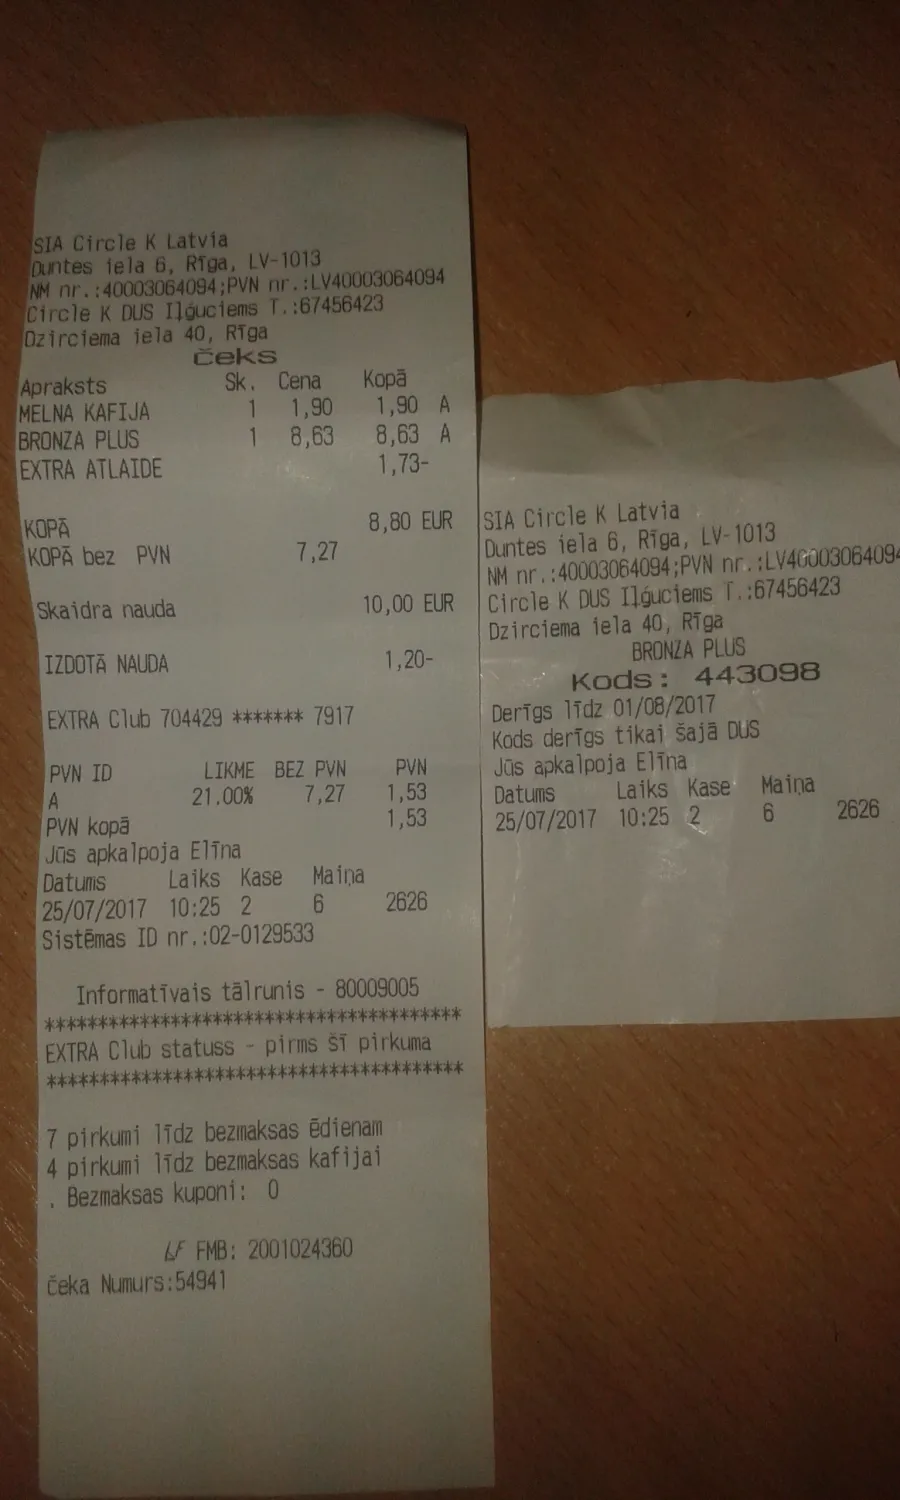 SIA Circle K Latvia
Duntes iela 6, Rīga, LV-1013
NM nr.:40003064094;PVN nr.:LV40003064094
Circle K DUS Iļģuciems T.:67456423
Dzirciema iela 40, Rīga
Čeks
Apraksts Sk. Cena Kopā
MELNA KAFIJA 1 1,90 1,90 A
BRONZA PLUS 1 8,63 8,63 A
EXTRA ATLAIDE 1,73-
KOPĀ 8,80 EUR
KOPĀ bez PVN 7,27
Skaidra nauda 10,00 EUR
IZDOTĀ NAUDA 1,20-
EXTRA Club 704429 ******* 7917
PVN ID LIKME BEZ PVN PVN
A 21.00% 7,27 1,53
PVN kopā 1,53
Jūs apkalpoja Elīna
Datums Laiks Kase Maiņa
25/07/2017 10:25 2 6 2626
Sistēmas ID nr.:02-0129533
Informatīvais tālrunis - 80009005
***************************************
EXTRA Club statuss - pirms šī pirkuma
***************************************
7 pirkumi līdz bezmaksas ēdienam
4 pirkumi līdz bezmaksas kafijai
. Bezmaksas kuponi: 0
LF FMB: 2001024360
Čeka Numurs:54941
SIA Circle K Latvia
Duntes iela 6, Rīga, LV-1013
NM nr.:40003064094;PVN nr.:LV40003064094
Circle K DUS Iļģuciems T.:67456423
Dzirciema iela 40, Rīga
BRONZA PLUS
Kods: 443098
Derīgs līdz 01/08/2017
Kods derīgs tikai šajā DUS
Jūs apkalpoja Elīna
Datums Laiks Kase Maiņa
25/07/2017 10:25 2 6 2626